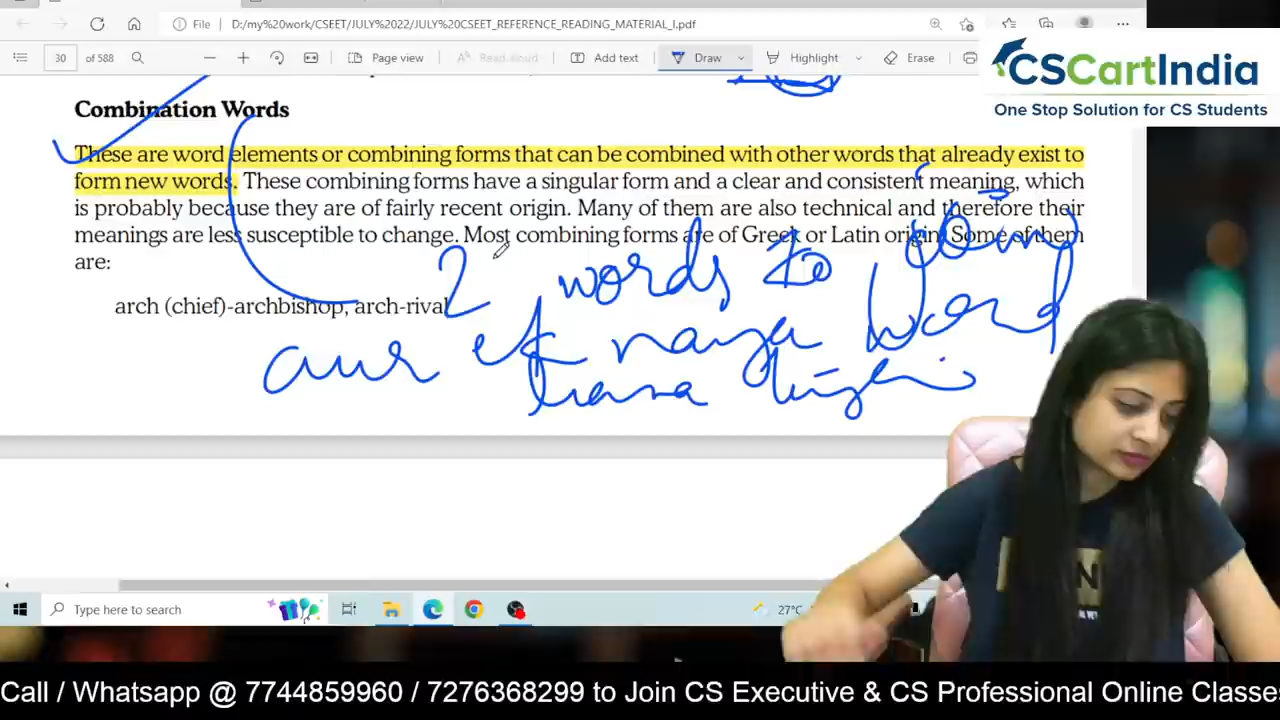 File | D:/my%20work/CSEET/JULY%2022/JULY%20CSEET_REFERENCE_READING_MATERIAL_I.pdf
30 of 588 Page view Read aloud Add text Draw Highlight Erase
CSCartIndia
One Stop Solution for CS Students
Combination Words
These are word elements or combining forms that can be combined with other words that already exist to
form new words. These combining forms have a singular form and a clear and consistent meaning, which
is probably because they are of fairly recent origin. Many of them are also technical and therefore their
meanings are less susceptible to change. Most combining forms are of Greek or Latin origin. Some of them
are:
arch (chief)-archbishop, arch-rival
2 words to join
aur ek naya word
Type here to search
27°C
Call / Whatsapp @ 7744859960 / 7276368299 to Join CS Executive & CS Professional Online Classes